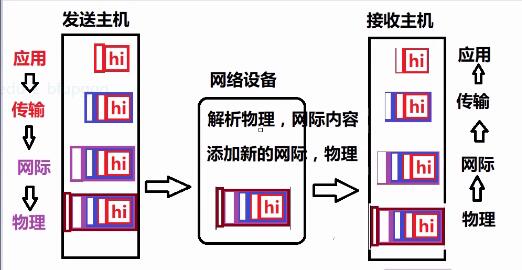 发送主机
接收主机
网络设备
应用
传输
网际
物理
hi
hi
hi
hi
解析物理，网际内容
添加新的网际，物理
hi
hi
hi
hi
hi
应用
传输
网际
物理